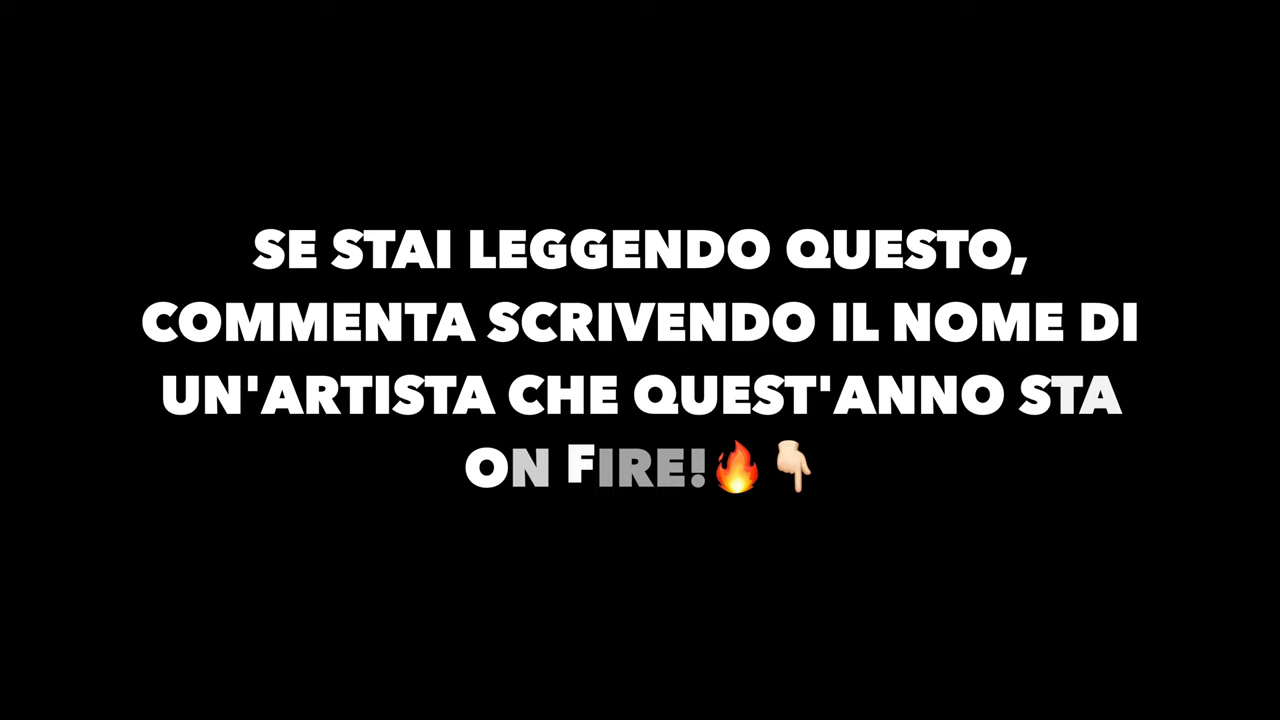 SE STAI LEGGENDO QUESTO,
COMMENTA SCRIVENDO IL NOME DI
UN'ARTISTA CHE QUEST'ANNO STA
ON FIRE!🔥👇🏻